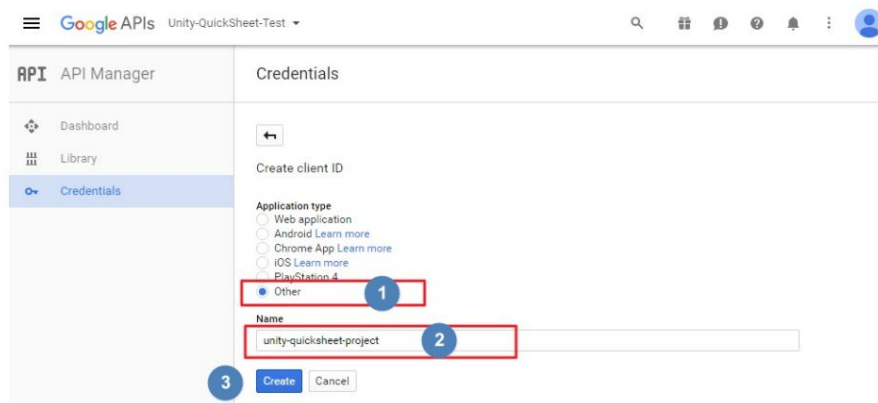 Google APIs Unity-QuickSheet-Test
API API Manager
Credentials
Dashboard
Library
Credentials
Create client ID
Application type
Web application
Android Learn more
Chrome App Learn more
iOS Learn more
PlayStation 4
Other
1
Name
unity-quicksheet-project
2
3
Create Cancel